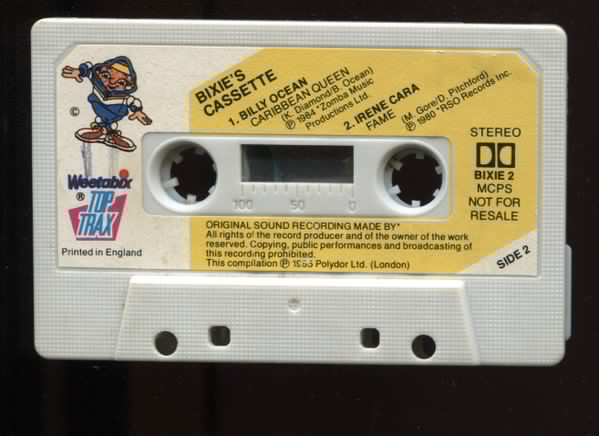 BIXIE'S
CASSETTE
1. BILLY OCEAN
CARIBBEAN QUEEN
(K. Diamond/B. Ocean)
℗ 1984 *Zomba Music
Productions Ltd.
2. IRENE CARA
FAME
(M. Gore/D. Pitchford)
℗ 1980 *RSO Records Inc.
©
STEREO
BIXIE 2
MCPS
NOT FOR
RESALE
Weetabix
®
TOP
TRAX
Printed in England
100 50 0
ORIGINAL SOUND RECORDING MADE BY*
All rights of the record producer and of the owner of the work
reserved. Copying, public performances and broadcasting of
this recording prohibited.
This compilation ℗ 1985 Polydor Ltd. (London)
SIDE 2